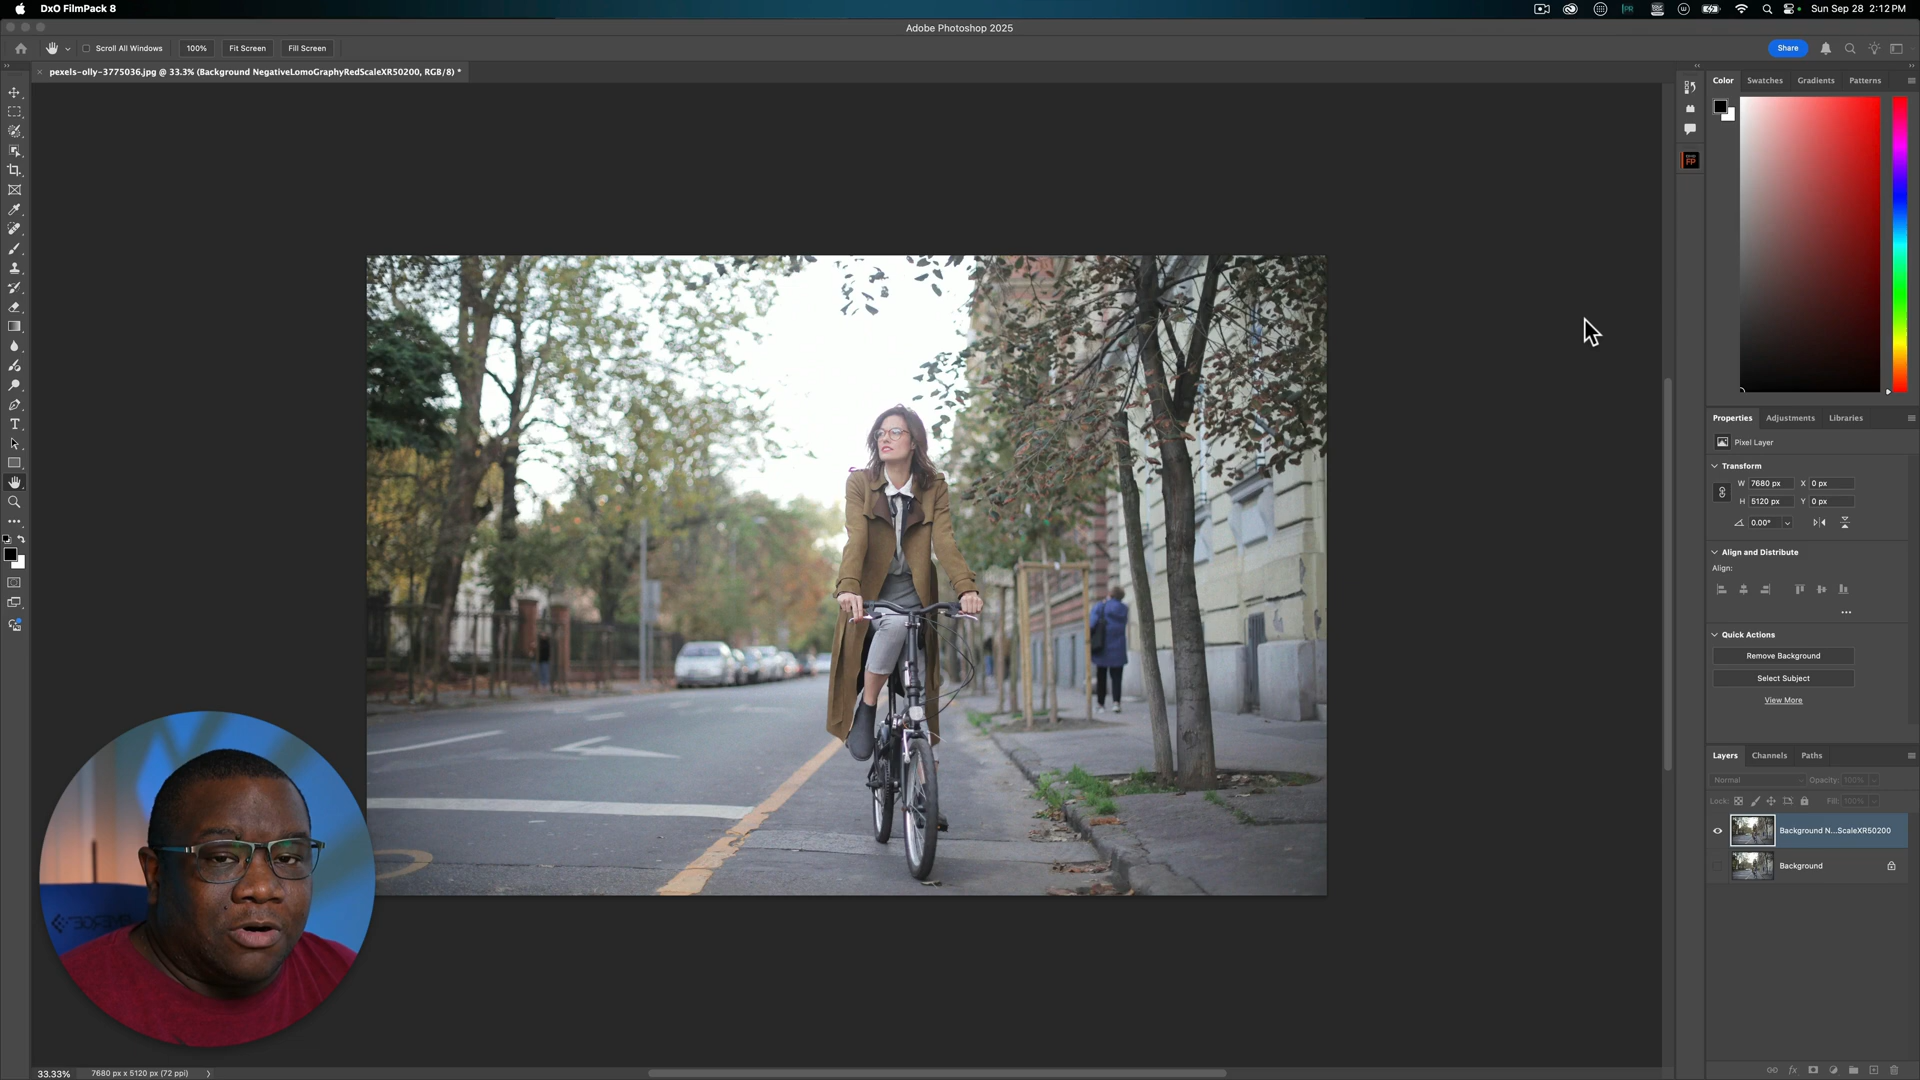 DxO FilmPack 8
Sun Sep 28 2:12 PM
Adobe Photoshop 2025
Scroll All Windows
100%
Fit Screen
Fill Screen
Share
pexels-olly-3775036.jpg @ 33.3% (Background NegativeLomoGraphyRedScaleXR50200, RGB/8) *
Color
Swatches
Gradients
Patterns
FP
Properties
Adjustments
Libraries
Pixel Layer
Transform
W 7680 px X 0 px
H 5120 px Y 0 px
0.00°
Align and Distribute
Align:
Quick Actions
Remove Background
Select Subject
View More
Layers
Channels
Paths
Normal
Opacity: 100%
Lock:
Fill: 100%
Background N...ScaleXR50200
Background
33.33%
7680 px x 5120 px (72 ppi)